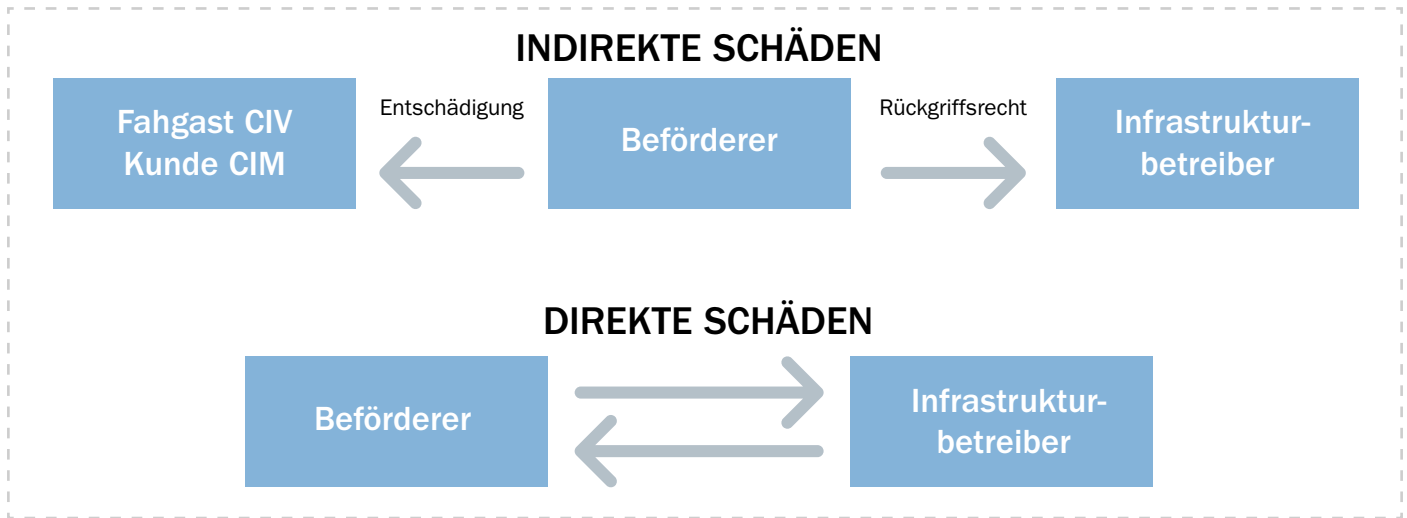 INDIREKTE SCHÄDEN
Fahgast CIV
Kunde CIM
Entschädigung
Beförderer
Rückgriffsrecht
Infrastruktur-
betreiber
DIREKTE SCHÄDEN
Beförderer
Infrastruktur-
betreiber